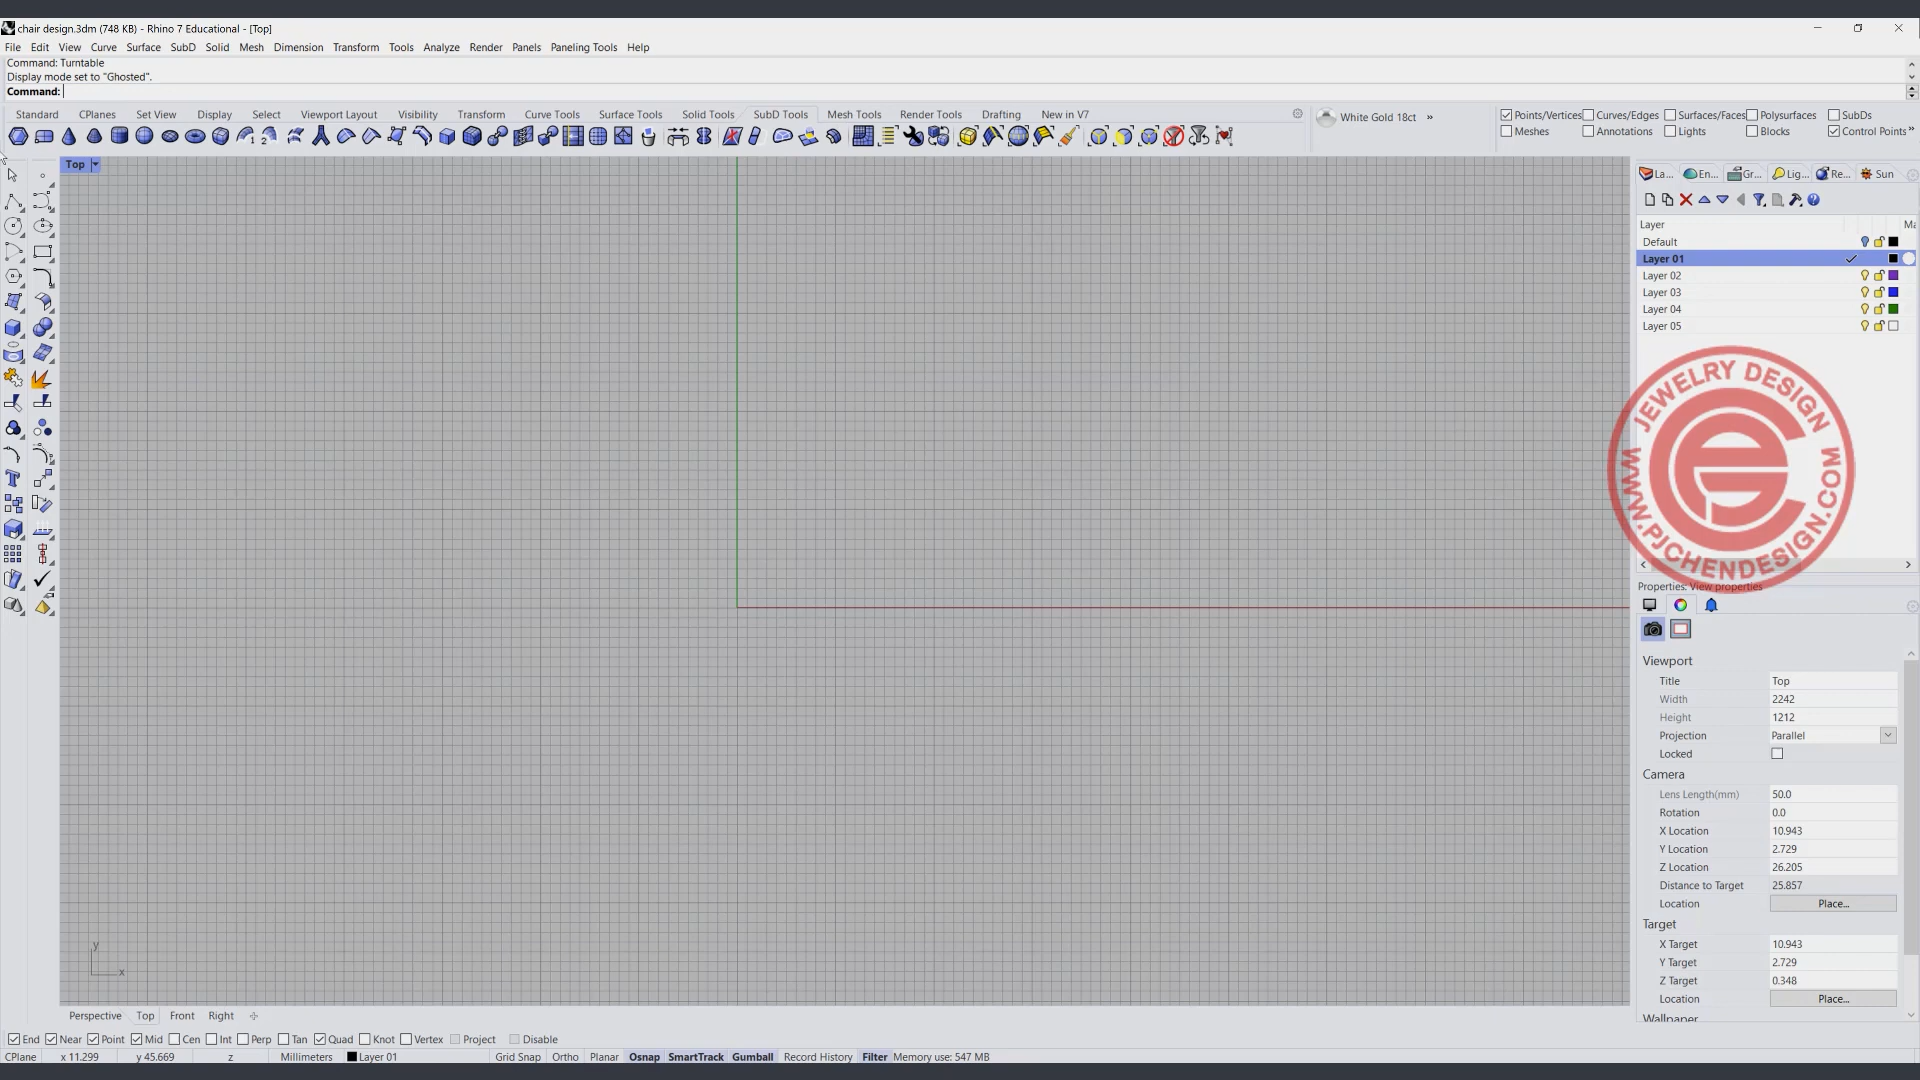 chair design.3dm (748 KB) - Rhino 7 Educational - [Top]
File Edit View Curve Surface SubD Solid Mesh Dimension Transform Tools Analyze Render Panels Paneling Tools Help
Command: Turntable
Display mode set to "Ghosted".
Command:
Standard CPlanes Set View Display Select Viewport Layout Visibility Transform Curve Tools Surface Tools Solid Tools SubD Tools Mesh Tools Render Tools Drafting New in V7
White Gold 18ct »
Points/Vertices Curves/Edges Surfaces/Faces Polysurfaces SubDs
Meshes Annotations Lights Blocks Control Points »
Top
La... En... Gr... Lig... Re... Sun
Layer Ma
Default
Layer 01
Layer 02
Layer 03
Layer 04
Layer 05
JEWELRY DESIGN
WWW.PJCHENDESIGN.COM
Properties: View properties
Viewport
Title Top
Width 2242
Height 1212
Projection Parallel
Locked
Camera
Lens Length(mm) 50.0
Rotation 0.0
X Location 10.943
Y Location 2.729
Z Location 26.205
Distance to Target 25.857
Location Place...
Target
X Target 10.943
Y Target 2.729
Z Target 0.348
Location Place...
Wallpaper
y
x
Perspective Top Front Right
End Near Point Mid Cen Int Perp Tan Quad Knot Vertex Project Disable
CPlane x 11.299 y 45.669 z Millimeters Layer 01 Grid Snap Ortho Planar Osnap SmartTrack Gumball Record History Filter Memory use: 547 MB